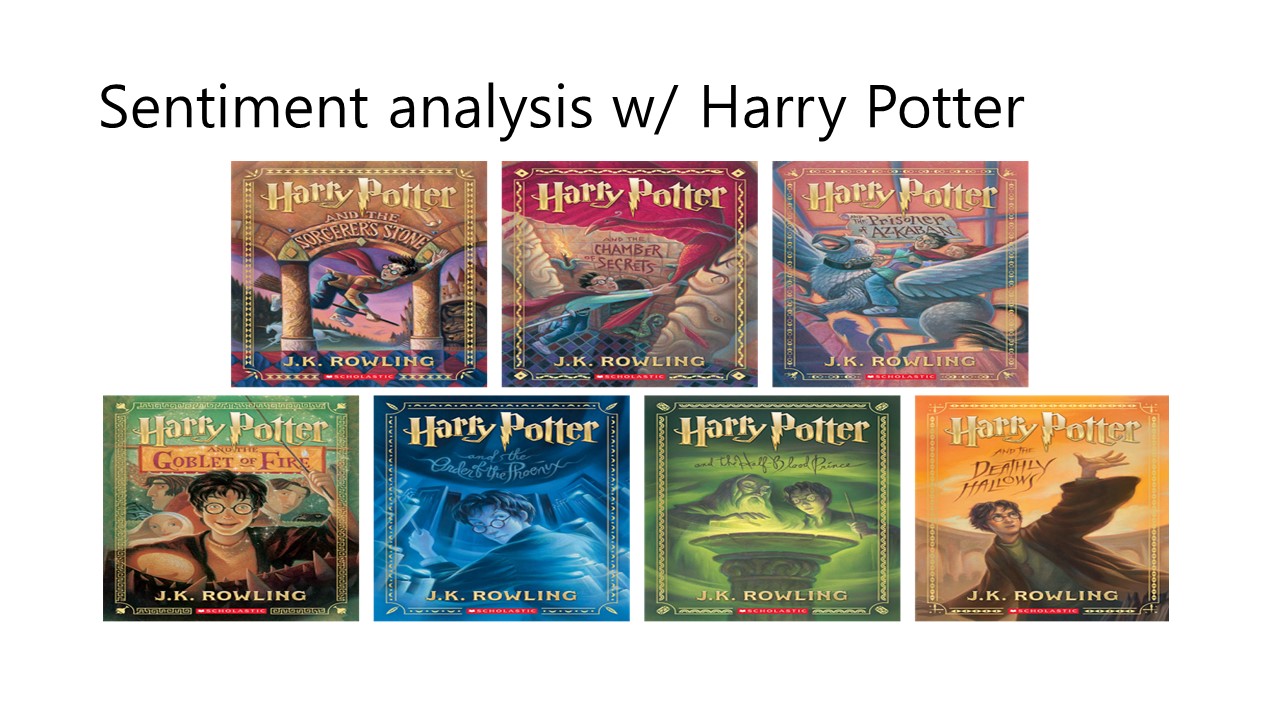 Sentiment analysis w/ Harry Potter
Harry Potter
AND THE
SORCERER'S STONE
J.K. ROWLING
SCHOLASTIC
Harry Potter
AND THE
CHAMBER
OF
SECRETS
J.K. ROWLING
SCHOLASTIC
Harry Potter
AND THE Prisoner
of AZKABAN
J.K. ROWLING
SCHOLASTIC
Harry Potter
AND THE
GOBLET OF FIRE
J.K. ROWLING
SCHOLASTIC
Harry Potter
and the
Order of the Phoenix
J.K. ROWLING
SCHOLASTIC
Harry Potter
and the Half-Blood Prince
J.K. ROWLING
SCHOLASTIC
Harry Potter
AND THE
DEATHLY
HALLOWS
J.K. ROWLING
SCHOLASTIC